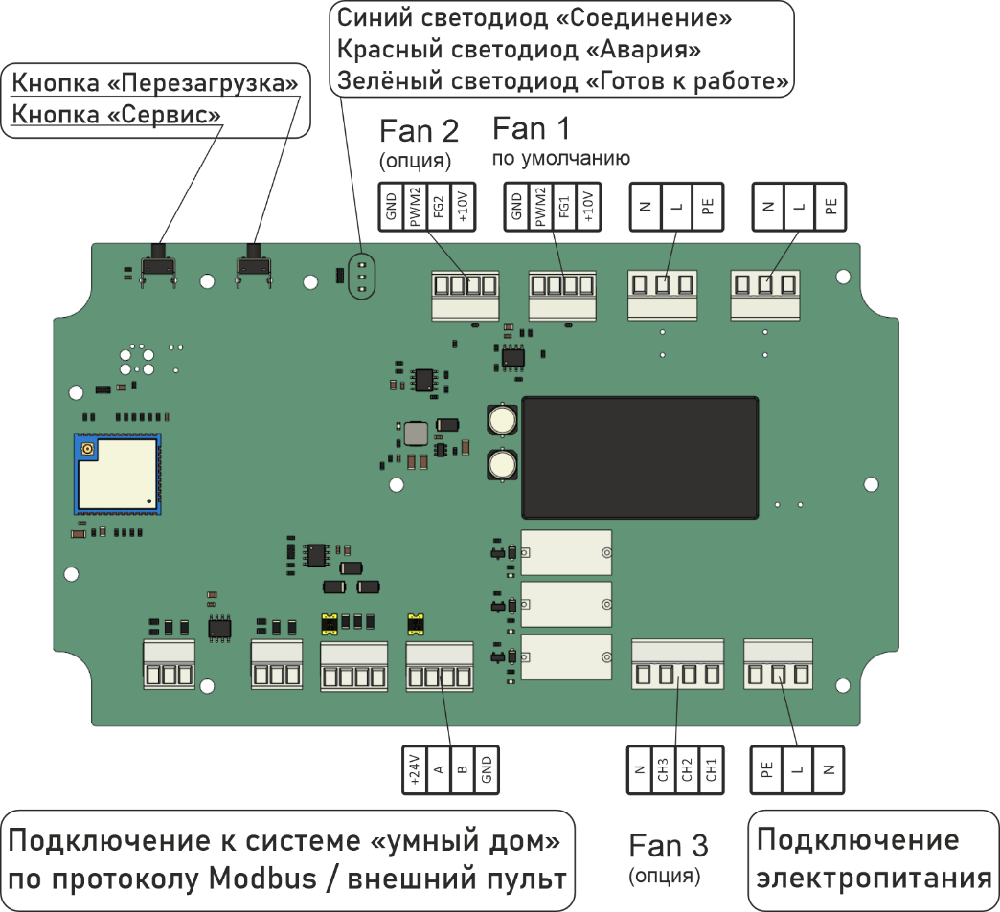 Синий светодиод «Соединение»
Красный светодиод «Авария»
Зелёный светодиод «Готов к работе»
Кнопка «Перезагрузка»
Кнопка «Сервис»
Fan 2
(опция)
Fan 1
по умолчанию
GND PWM2 FG2 +10V
GND PWM2 FG1 +10V
N L PE
N L PE
+24V A B GND
N CH3 CH2 CH1
PE L N
Подключение к системе «умный дом»
по протоколу Modbus / внешний пульт
Fan 3
(опция)
Подключение
электропитания